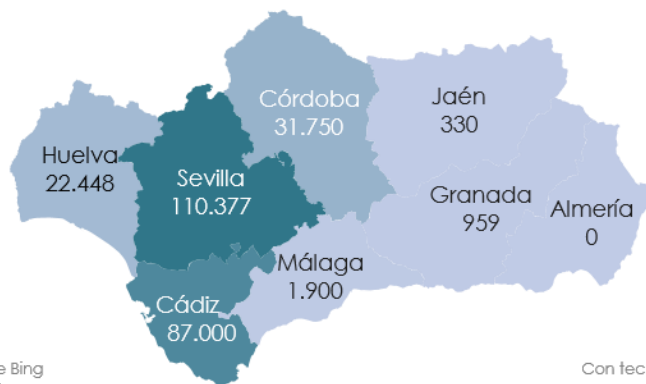 Córdoba
31.750
Jaén
330
Huelva
22.448
Sevilla
110.377
Granada
959
Almería
0
Málaga
1.900
Cádiz
87.000
e Bing
Con tec